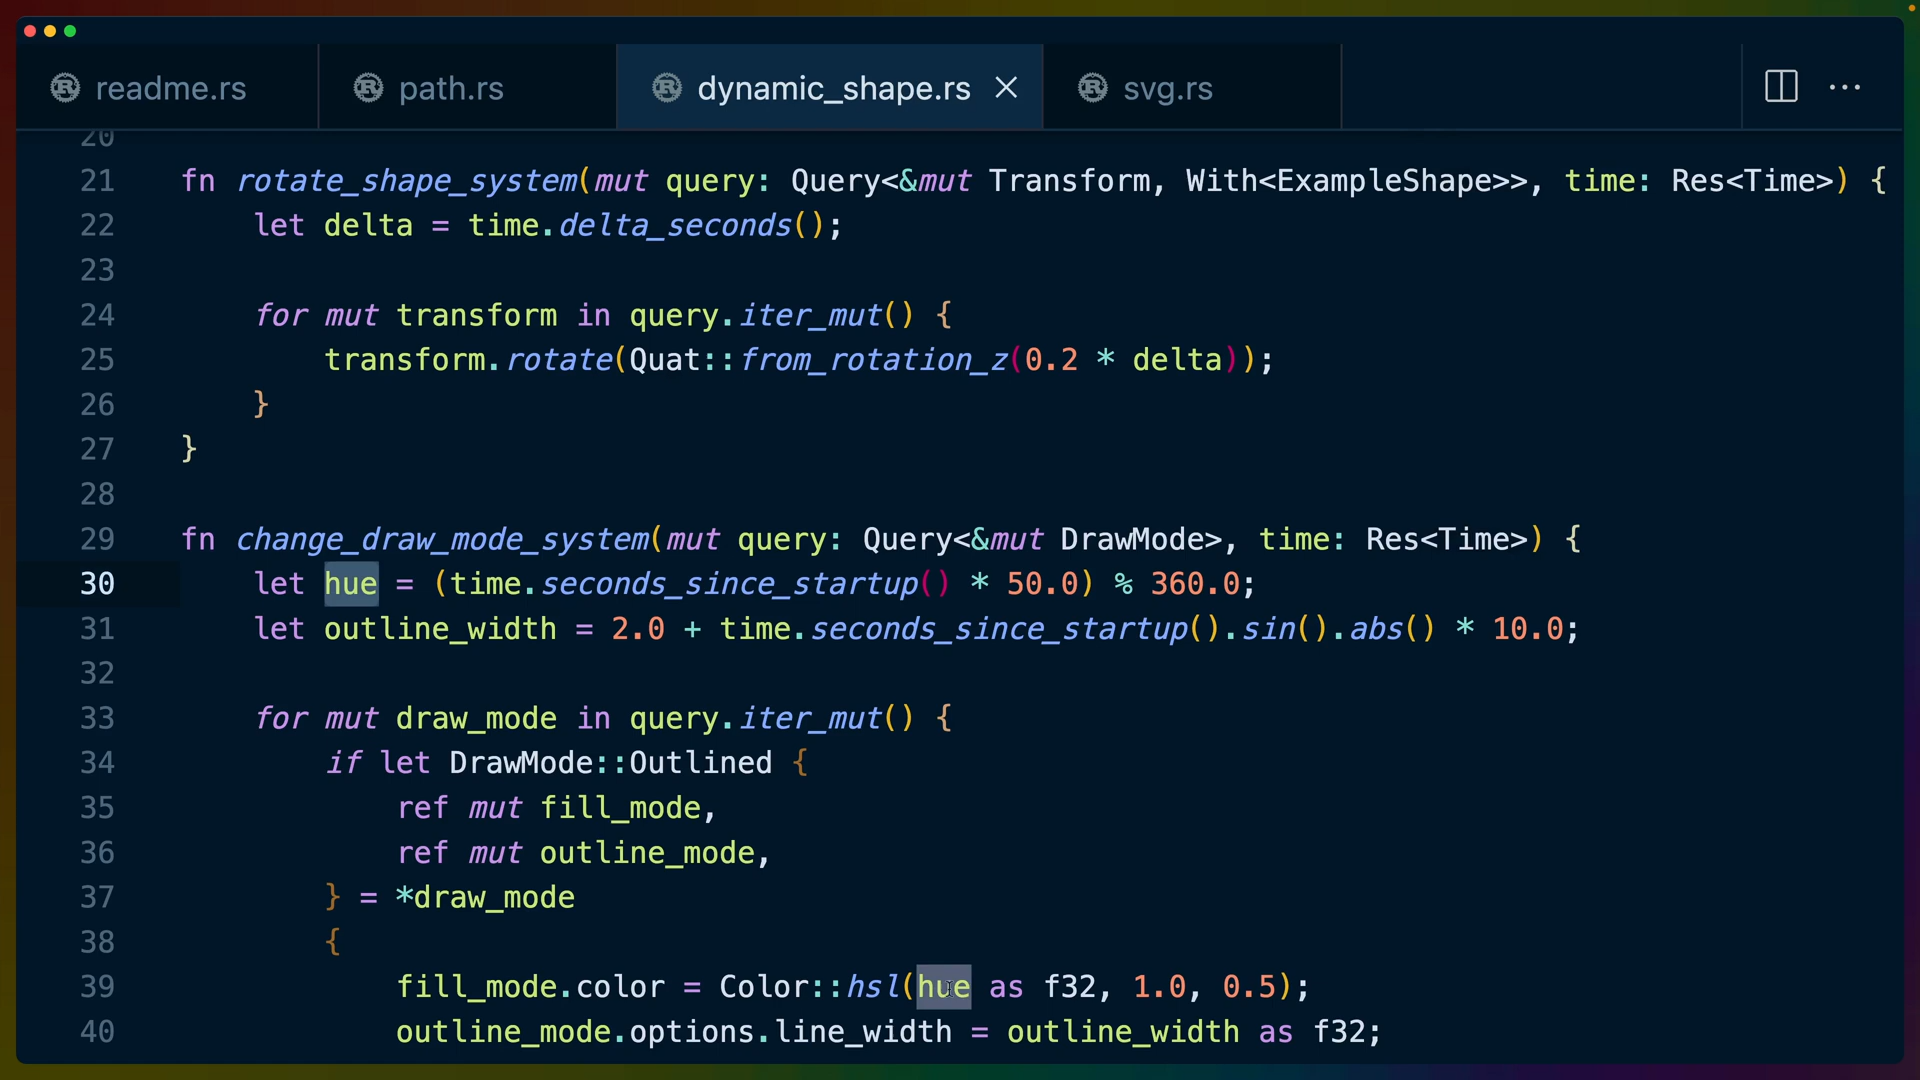 readme.rs path.rs dynamic_shape.rs svg.rs
20
21 fn rotate_shape_system(mut query: Query<&mut Transform, With<ExampleShape>>, time: Res<Time>) {
22 let delta = time.delta_seconds();
23
24 for mut transform in query.iter_mut() {
25 transform.rotate(Quat::from_rotation_z(0.2 * delta));
26 }
27 }
28
29 fn change_draw_mode_system(mut query: Query<&mut DrawMode>, time: Res<Time>) {
30 let hue = (time.seconds_since_startup() * 50.0) % 360.0;
31 let outline_width = 2.0 + time.seconds_since_startup().sin().abs() * 10.0;
32
33 for mut draw_mode in query.iter_mut() {
34 if let DrawMode::Outlined {
35 ref mut fill_mode,
36 ref mut outline_mode,
37 } = *draw_mode
38 {
39 fill_mode.color = Color::hsl(hue as f32, 1.0, 0.5);
40 outline_mode.options.line_width = outline_width as f32;